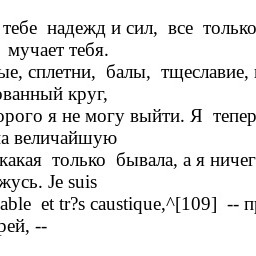 тебе надежд и сил, все только
мучает тебя.
ые, сплетни, балы, тщеславие,
ованный круг,
орого я не могу выйти. Я тепер
на величайшую
какая только бывала, а я ничег
жусь. Je suis
able et tr?s caustique,^[109] -- п
рей, --